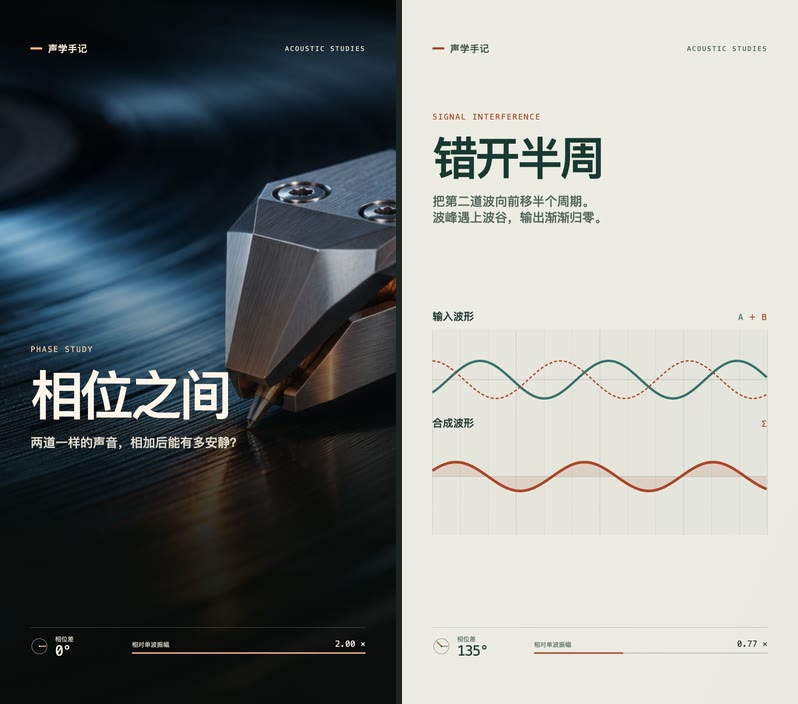 声学手记
ACOUSTIC STUDIES
PHASE STUDY
相位之间
两道一样的声音，相加后能有多安静？
相位差
0°
相对单波振幅
2.00 ×
声学手记
ACOUSTIC STUDIES
SIGNAL INTERFERENCE
错开半周
把第二道波向前移半个周期。
波峰遇上波谷，输出渐渐归零。
输入波形
A + B
合成波形
Σ
相位差
135°
相对单波振幅
0.77 ×